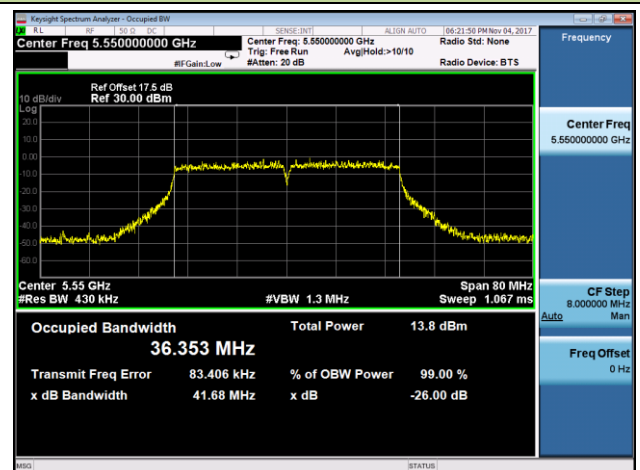 Keysight Spectrum Analyzer - Occupied BW
RL RF 50 Ω DC SENSE:INT ALIGN AUTO 06:21:50 PM Nov 04, 2017
Center Freq 5.550000000 GHz
Center Freq: 5.550000000 GHz
Radio Std: None
Trig: Free Run Avg|Hold:>10/10
#IFGain:Low #Atten: 20 dB Radio Device: BTS
Ref Offset 17.5 dB
10 dB/div Ref 30.00 dBm
Log
20.0
10.0
0.00
-10.0
-20.0
-30.0
-40.0
-50.0
-60.0
Center 5.55 GHz Span 80 MHz
#Res BW 430 kHz #VBW 1.3 MHz Sweep 1.067 ms
Occupied Bandwidth Total Power 13.8 dBm
36.353 MHz
Transmit Freq Error 83.406 kHz % of OBW Power 99.00 %
x dB Bandwidth 41.68 MHz x dB -26.00 dB
MSG STATUS
Frequency
Center Freq
5.550000000 GHz
CF Step
8.000000 MHz
Auto Man
Freq Offset
0 Hz